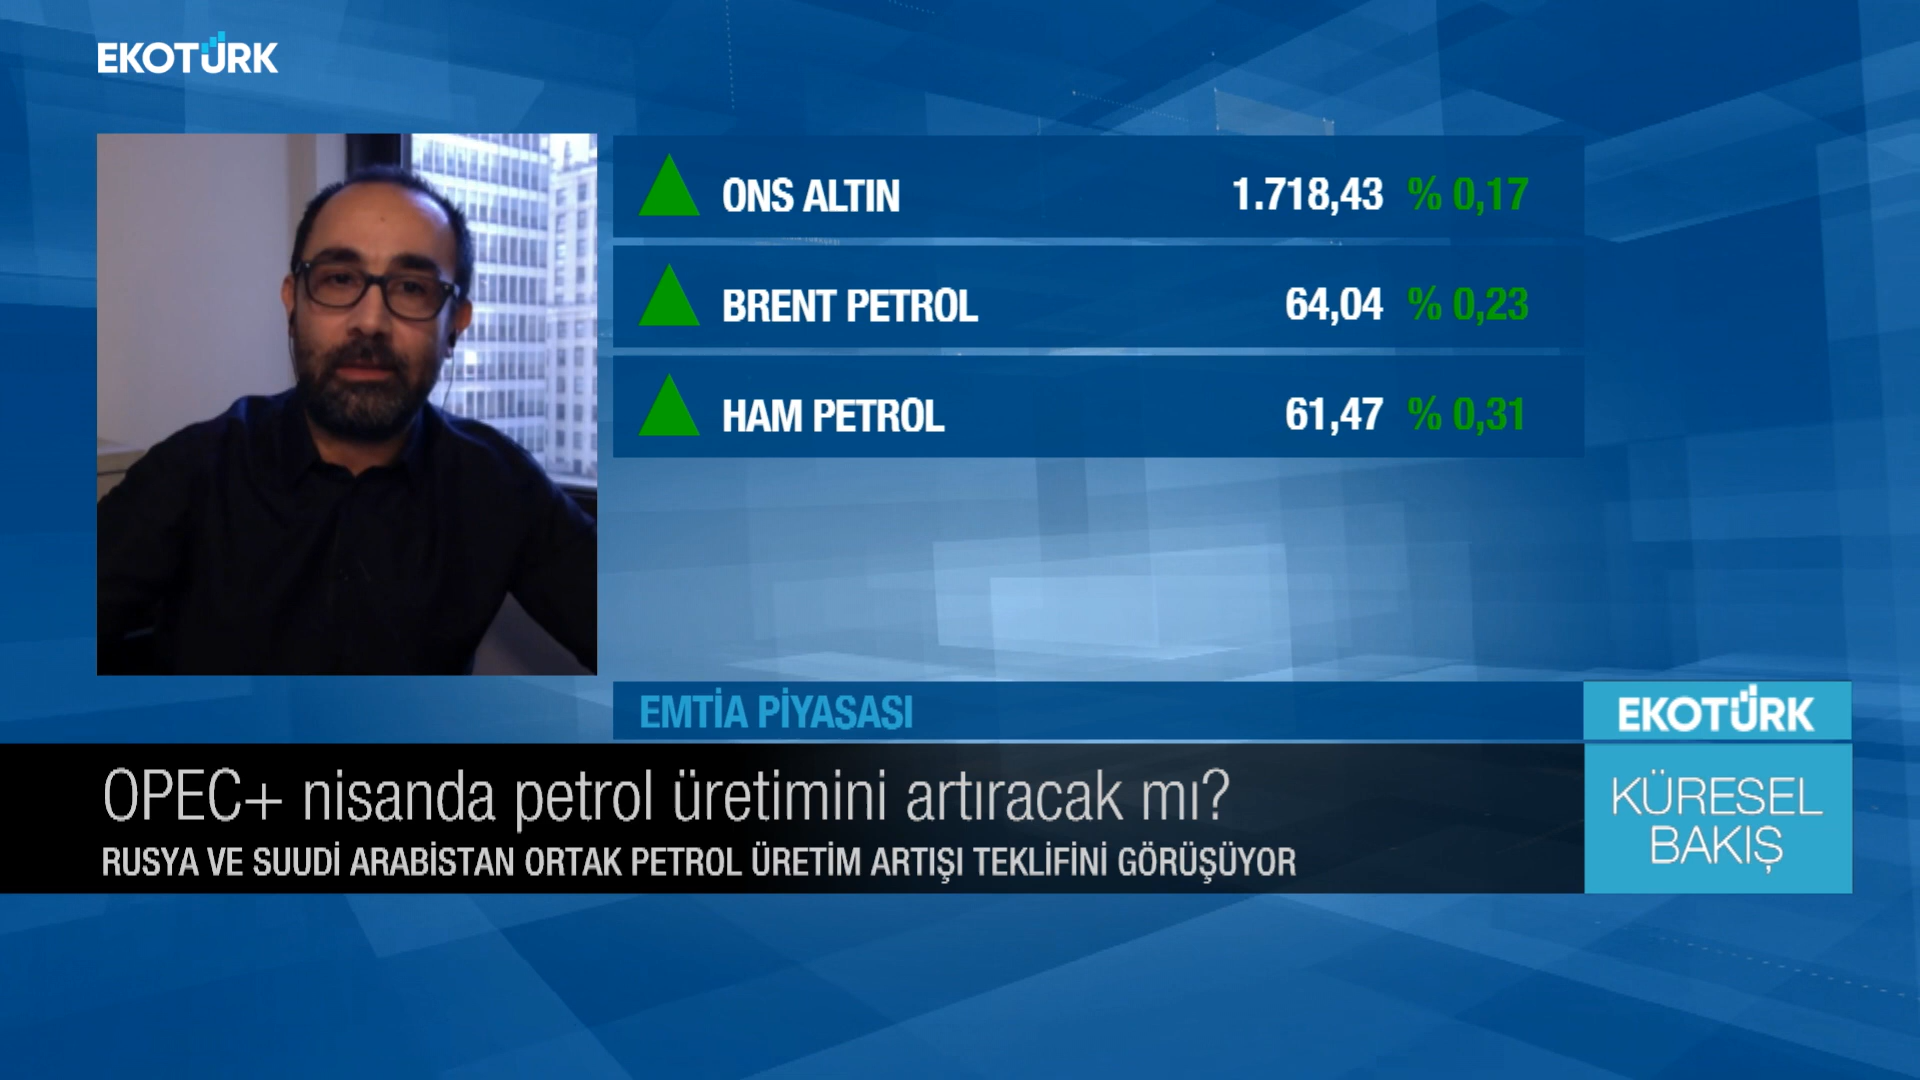 EKOTÜRK
ONS ALTIN 1.718,43 % 0,17
BRENT PETROL 64,04 % 0,23
HAM PETROL 61,47 % 0,31
EMTİA PİYASASI
EKOTÜRK
OPEC+ nisanda petrol üretimini artıracak mı?
RUSYA VE SUUDİ ARABİSTAN ORTAK PETROL ÜRETİM ARTIŞI TEKLİFİNİ GÖRÜŞÜYOR
KÜRESEL
BAKIŞ